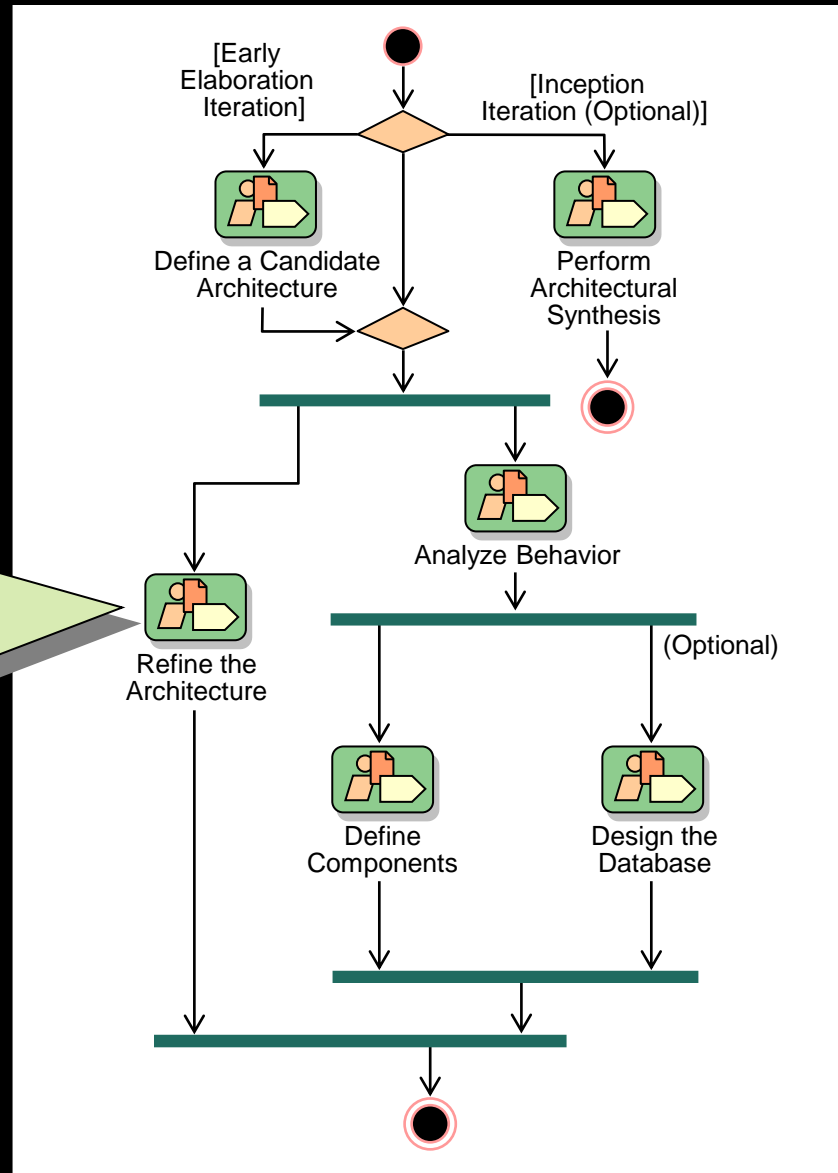 [Early
Elaboration
Iteration]
[Inception
Iteration (Optional)]
Define a Candidate
Architecture
Perform
Architectural
Synthesis
Analyze Behavior
Refine the
Architecture
(Optional)
Define
Components
Design the
Database